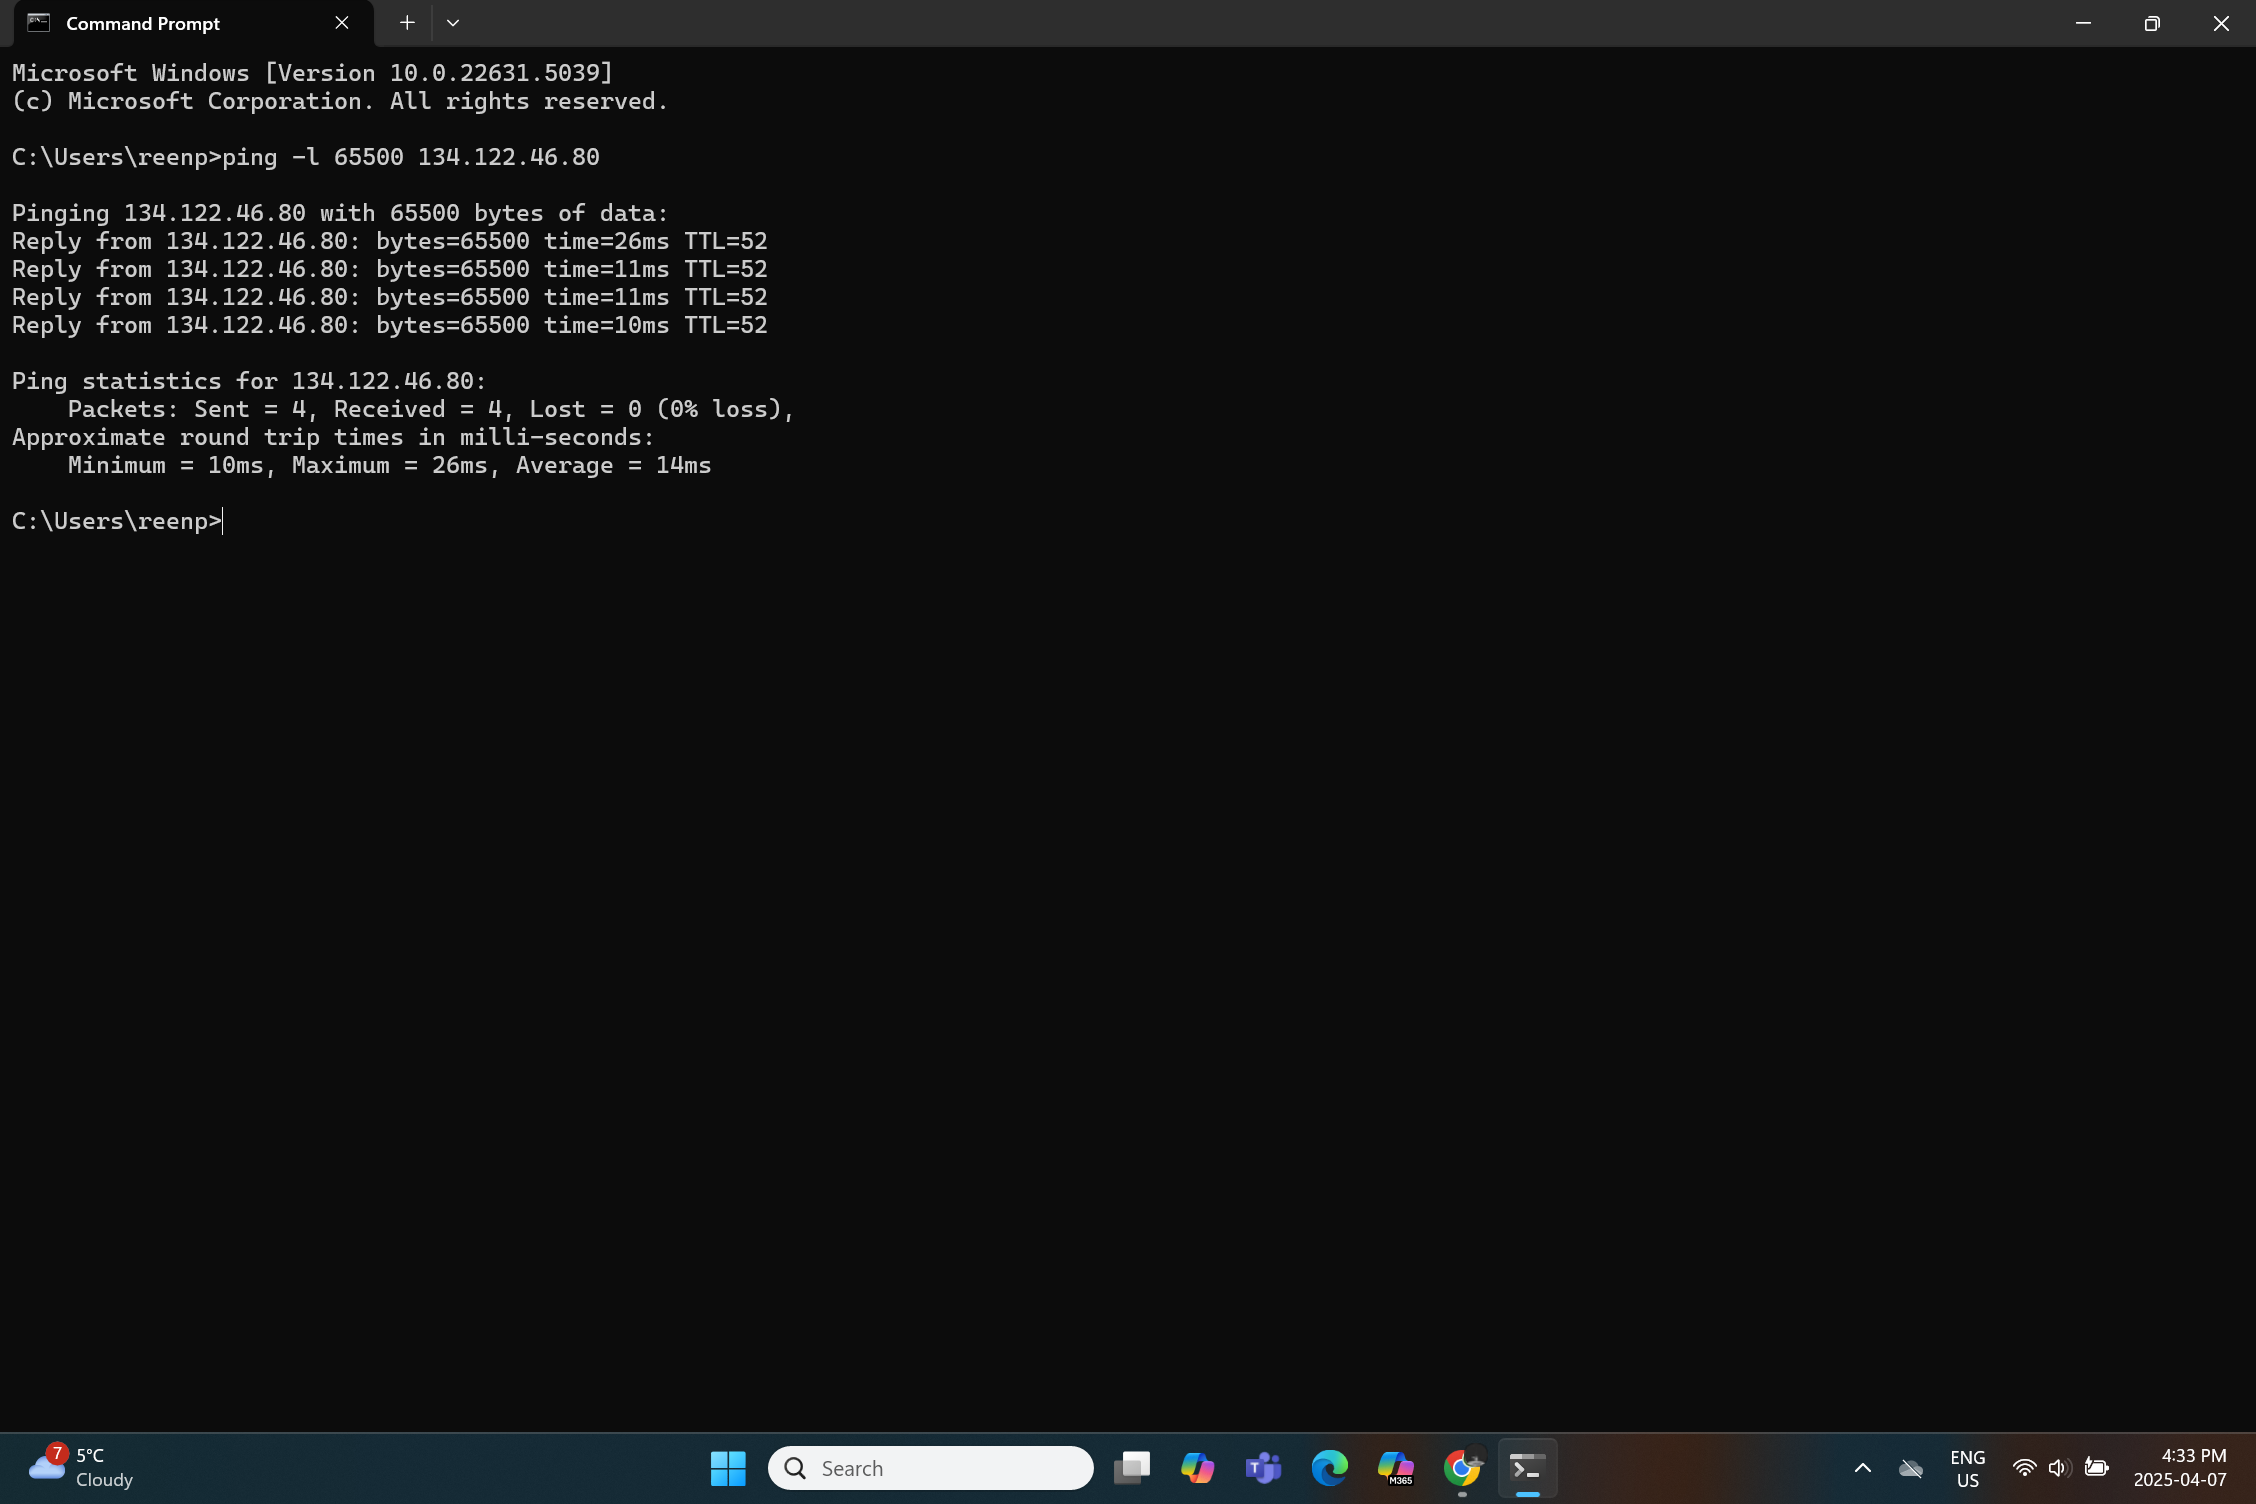 Command Prompt
Microsoft Windows [Version 10.0.22631.5039]
(c) Microsoft Corporation. All rights reserved.
C:\Users\reenp>ping -l 65500 134.122.46.80
Pinging 134.122.46.80 with 65500 bytes of data:
Reply from 134.122.46.80: bytes=65500 time=26ms TTL=52
Reply from 134.122.46.80: bytes=65500 time=11ms TTL=52
Reply from 134.122.46.80: bytes=65500 time=11ms TTL=52
Reply from 134.122.46.80: bytes=65500 time=10ms TTL=52
Ping statistics for 134.122.46.80:
    Packets: Sent = 4, Received = 4, Lost = 0 (0% loss),
Approximate round trip times in milli-seconds:
    Minimum = 10ms, Maximum = 26ms, Average = 14ms
C:\Users\reenp>
7
5°C
Cloudy
Search
T
M365
ENG
US
4:33 PM
2025-04-07